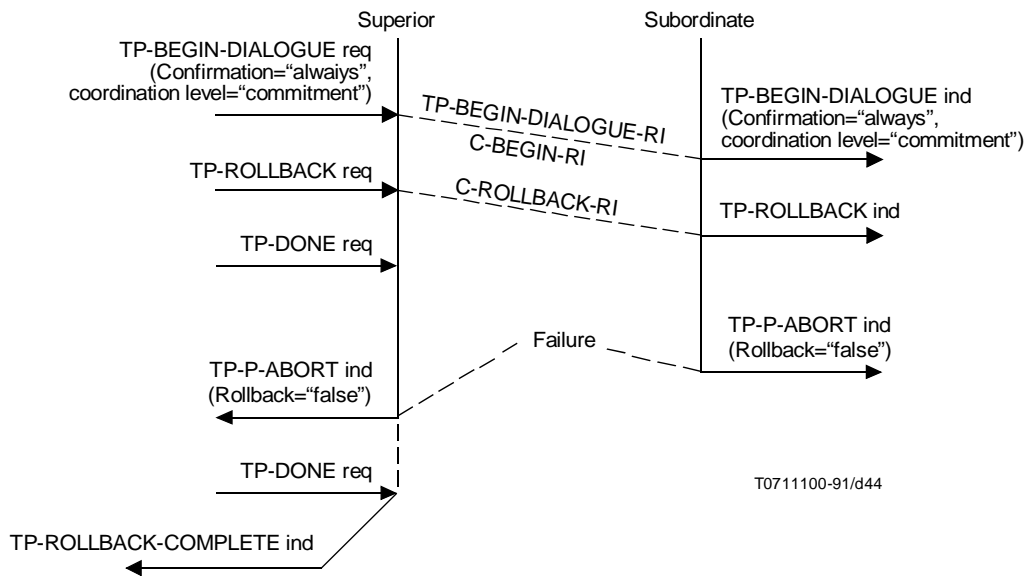 Superior
Subordinate
TP-BEGIN-DIALOGUE req
(Confirmation=“alwaiys”,
coordination level=“commitment”)
TP-BEGIN-DIALOGUE-RI
C-BEGIN-RI
TP-BEGIN-DIALOGUE ind
(Confirmation=“always”,
coordination level=“commitment”)
TP-ROLLBACK req
C-ROLLBACK-RI
TP-ROLLBACK ind
TP-DONE req
Failure
TP-P-ABORT ind
(Rollback=“false”)
TP-P-ABORT ind
(Rollback=“false”)
TP-DONE req
T0711100-91/d44
TP-ROLLBACK-COMPLETE ind